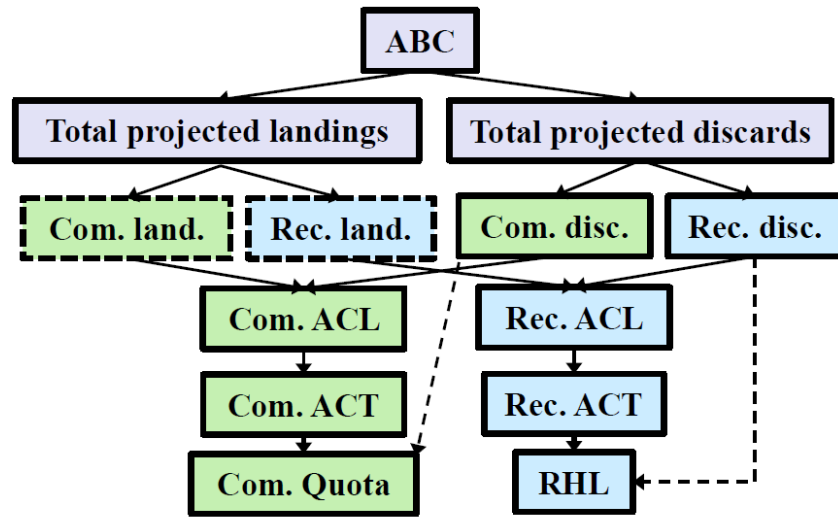 ABC
Total projected landings
Total projected discards
Com. land.
Rec. land.
Com. disc.
Rec. disc.
Com. ACL
Rec. ACL
Com. ACT
Rec. ACT
Com. Quota
RHL